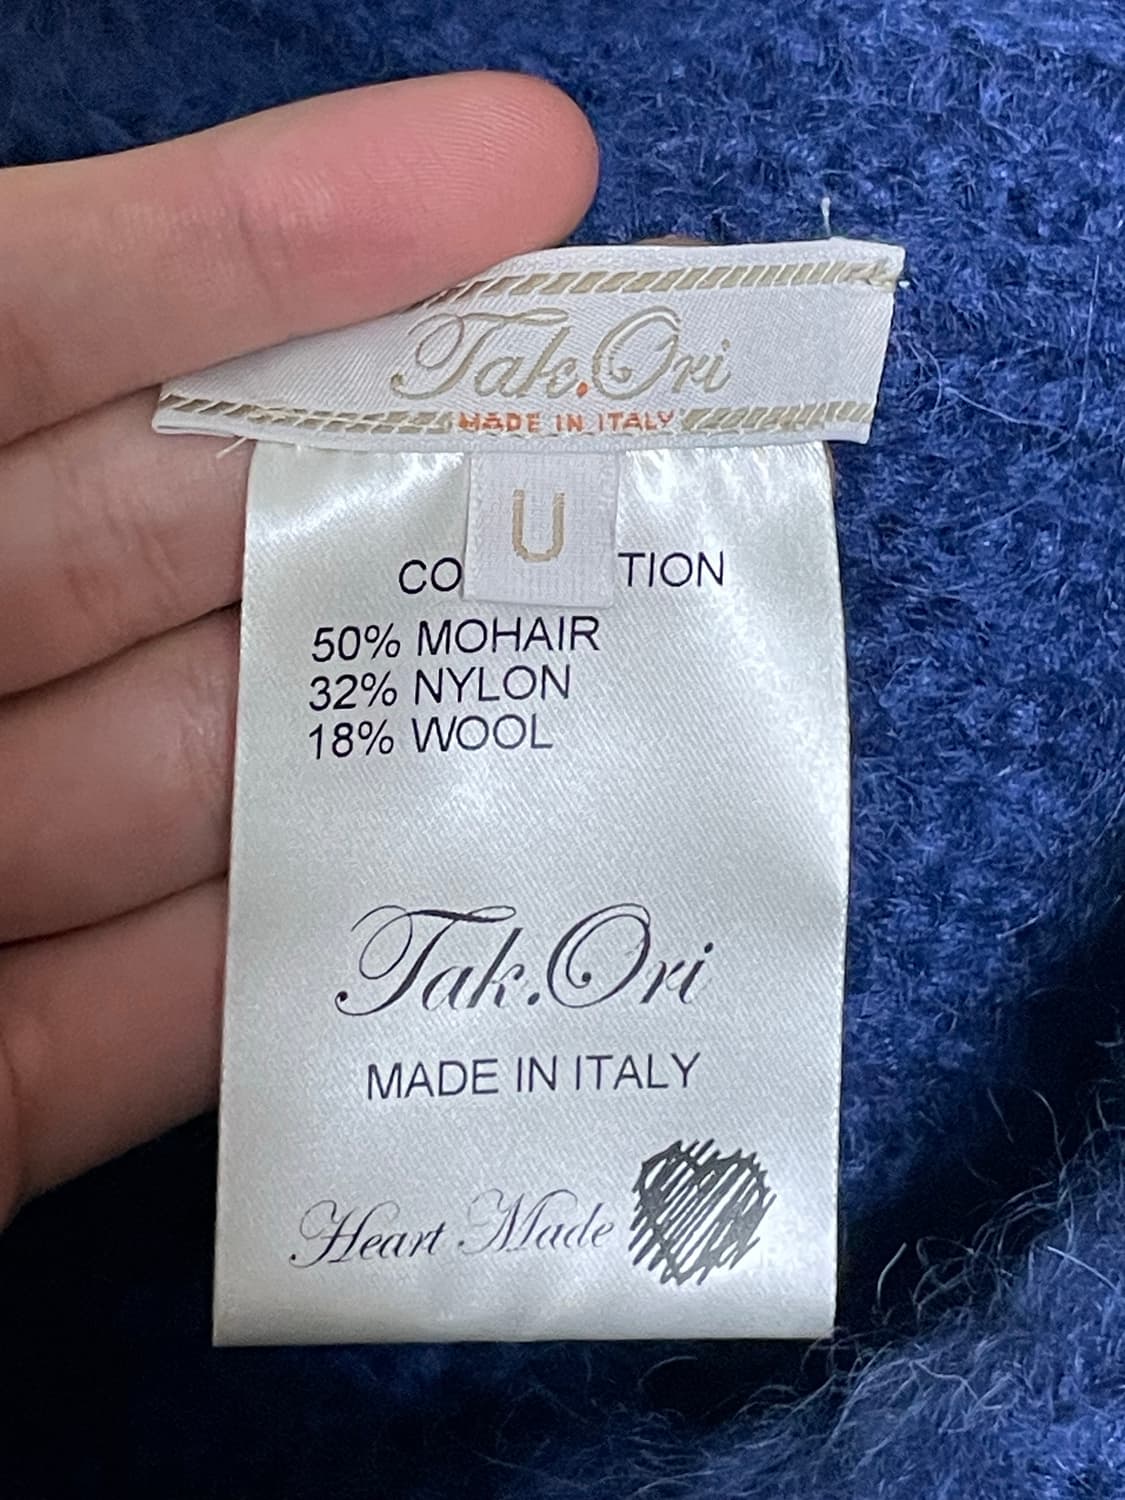 Tak.Ori
MADE IN ITALY
U
CO TION
50% MOHAIR
32% NYLON
18% WOOL
Tak.Ori
MADE IN ITALY
Heart Made